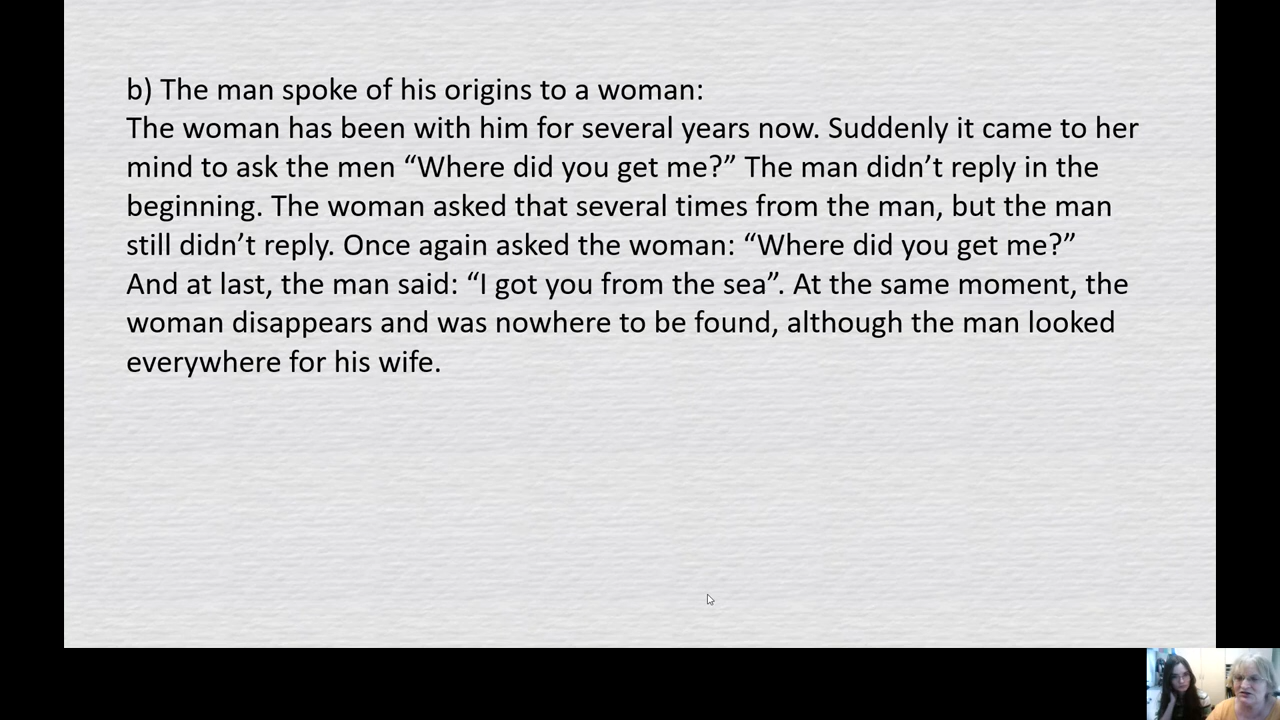 b) The man spoke of his origins to a woman:
The woman has been with him for several years now. Suddenly it came to her
mind to ask the men “Where did you get me?” The man didn’t reply in the
beginning. The woman asked that several times from the man, but the man
still didn’t reply. Once again asked the woman: “Where did you get me?”
And at last, the man said: “I got you from the sea”. At the same moment, the
woman disappears and was nowhere to be found, although the man looked
everywhere for his wife.